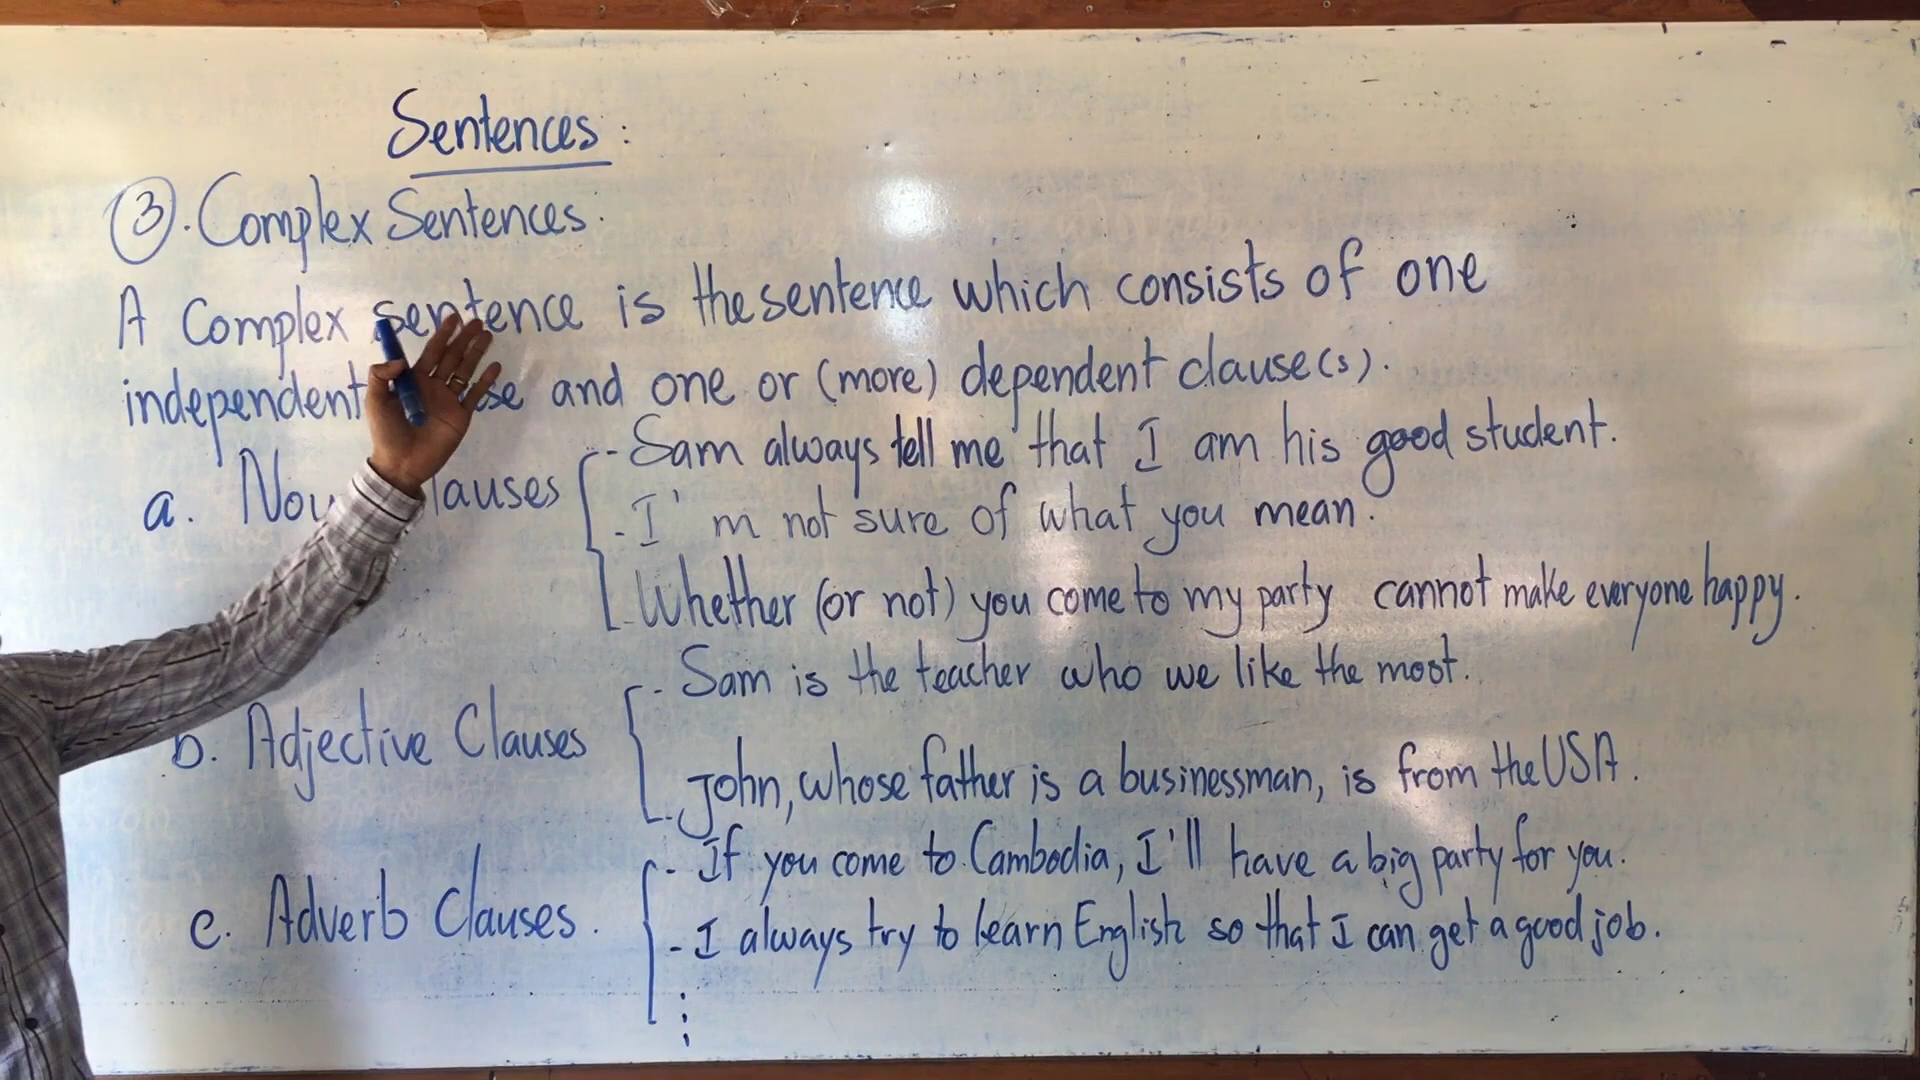 Sentences:
③. Complex Sentences.
A Complex sentence is the sentence which consists of one
independent and one or (more) dependent clause(s).
a. Clauses
- Sam always tell me that I am his good student.
- I'm not sure of what you mean.
- Whether (or not) you come to my party cannot make everyone happy.
b. Adjective Clauses
- Sam is the teacher who we like the most.
- John, whose father is a businessman, is from the USA.
c. Adverb Clauses.
- If you come to Cambodia, I'll have a big party for you.
- I always try to learn English so that I can get a good job.